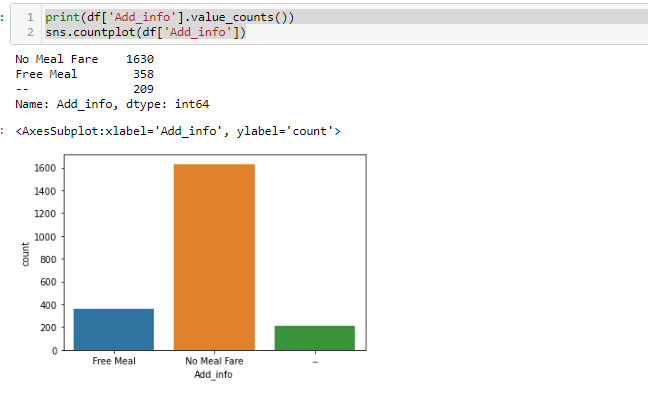 1 print(df['Add_info'].value_counts())
2 sns.countplot(df['Add_info'])
No Meal Fare 1630
Free Meal 358
-- 209
Name: Add_info, dtype: int64
<AxesSubplot:xlabel='Add_info', ylabel='count'>
1600
1400
1200
1000
800
600
400
200
0
count
Free Meal No Meal Fare --
Add_info